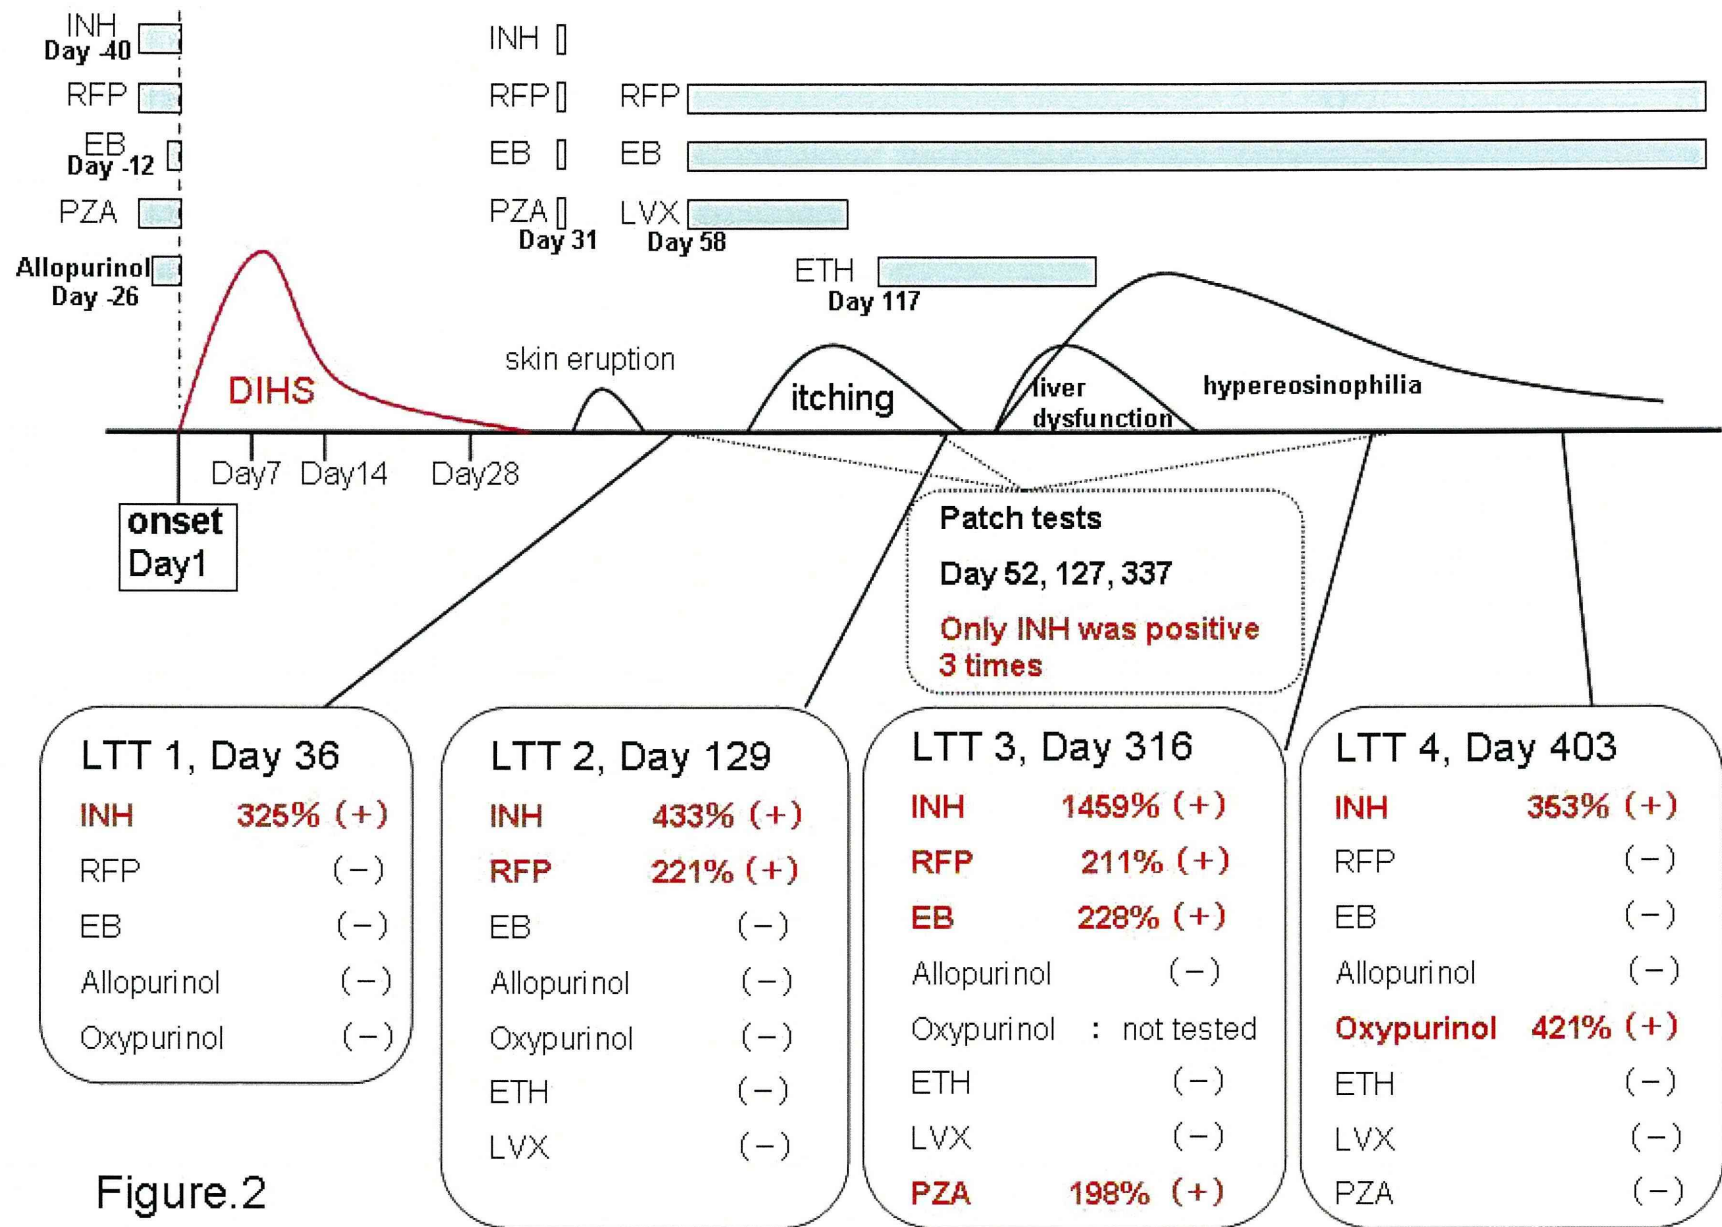 INH
Day -40
RFP
EB
Day -12
PZA
Allopurinol
Day -26
INH
RFP
EB
PZA
Day 31
RFP
EB
LVX
Day 58
ETH
Day 117
DIHS
skin eruption
itching
liver
dysfunction
hypereosinophilia
Day7
Day14
Day28
onset
Day1
Patch tests
Day 52, 127, 337
Only INH was positive
3 times
LTT 1, Day 36
INH 325% (+)
RFP (−)
EB (−)
Allopurinol (−)
Oxypurinol (−)
LTT 2, Day 129
INH 433% (+)
RFP 221% (+)
EB (−)
Allopurinol (−)
Oxypurinol (−)
ETH (−)
LVX (−)
LTT 3, Day 316
INH 1459% (+)
RFP 211% (+)
EB 228% (+)
Allopurinol (−)
Oxypurinol : not tested
ETH (−)
LVX (−)
PZA 198% (+)
LTT 4, Day 403
INH 353% (+)
RFP (−)
EB (−)
Allopurinol (−)
Oxypurinol 421% (+)
ETH (−)
LVX (−)
PZA (−)
Figure.2